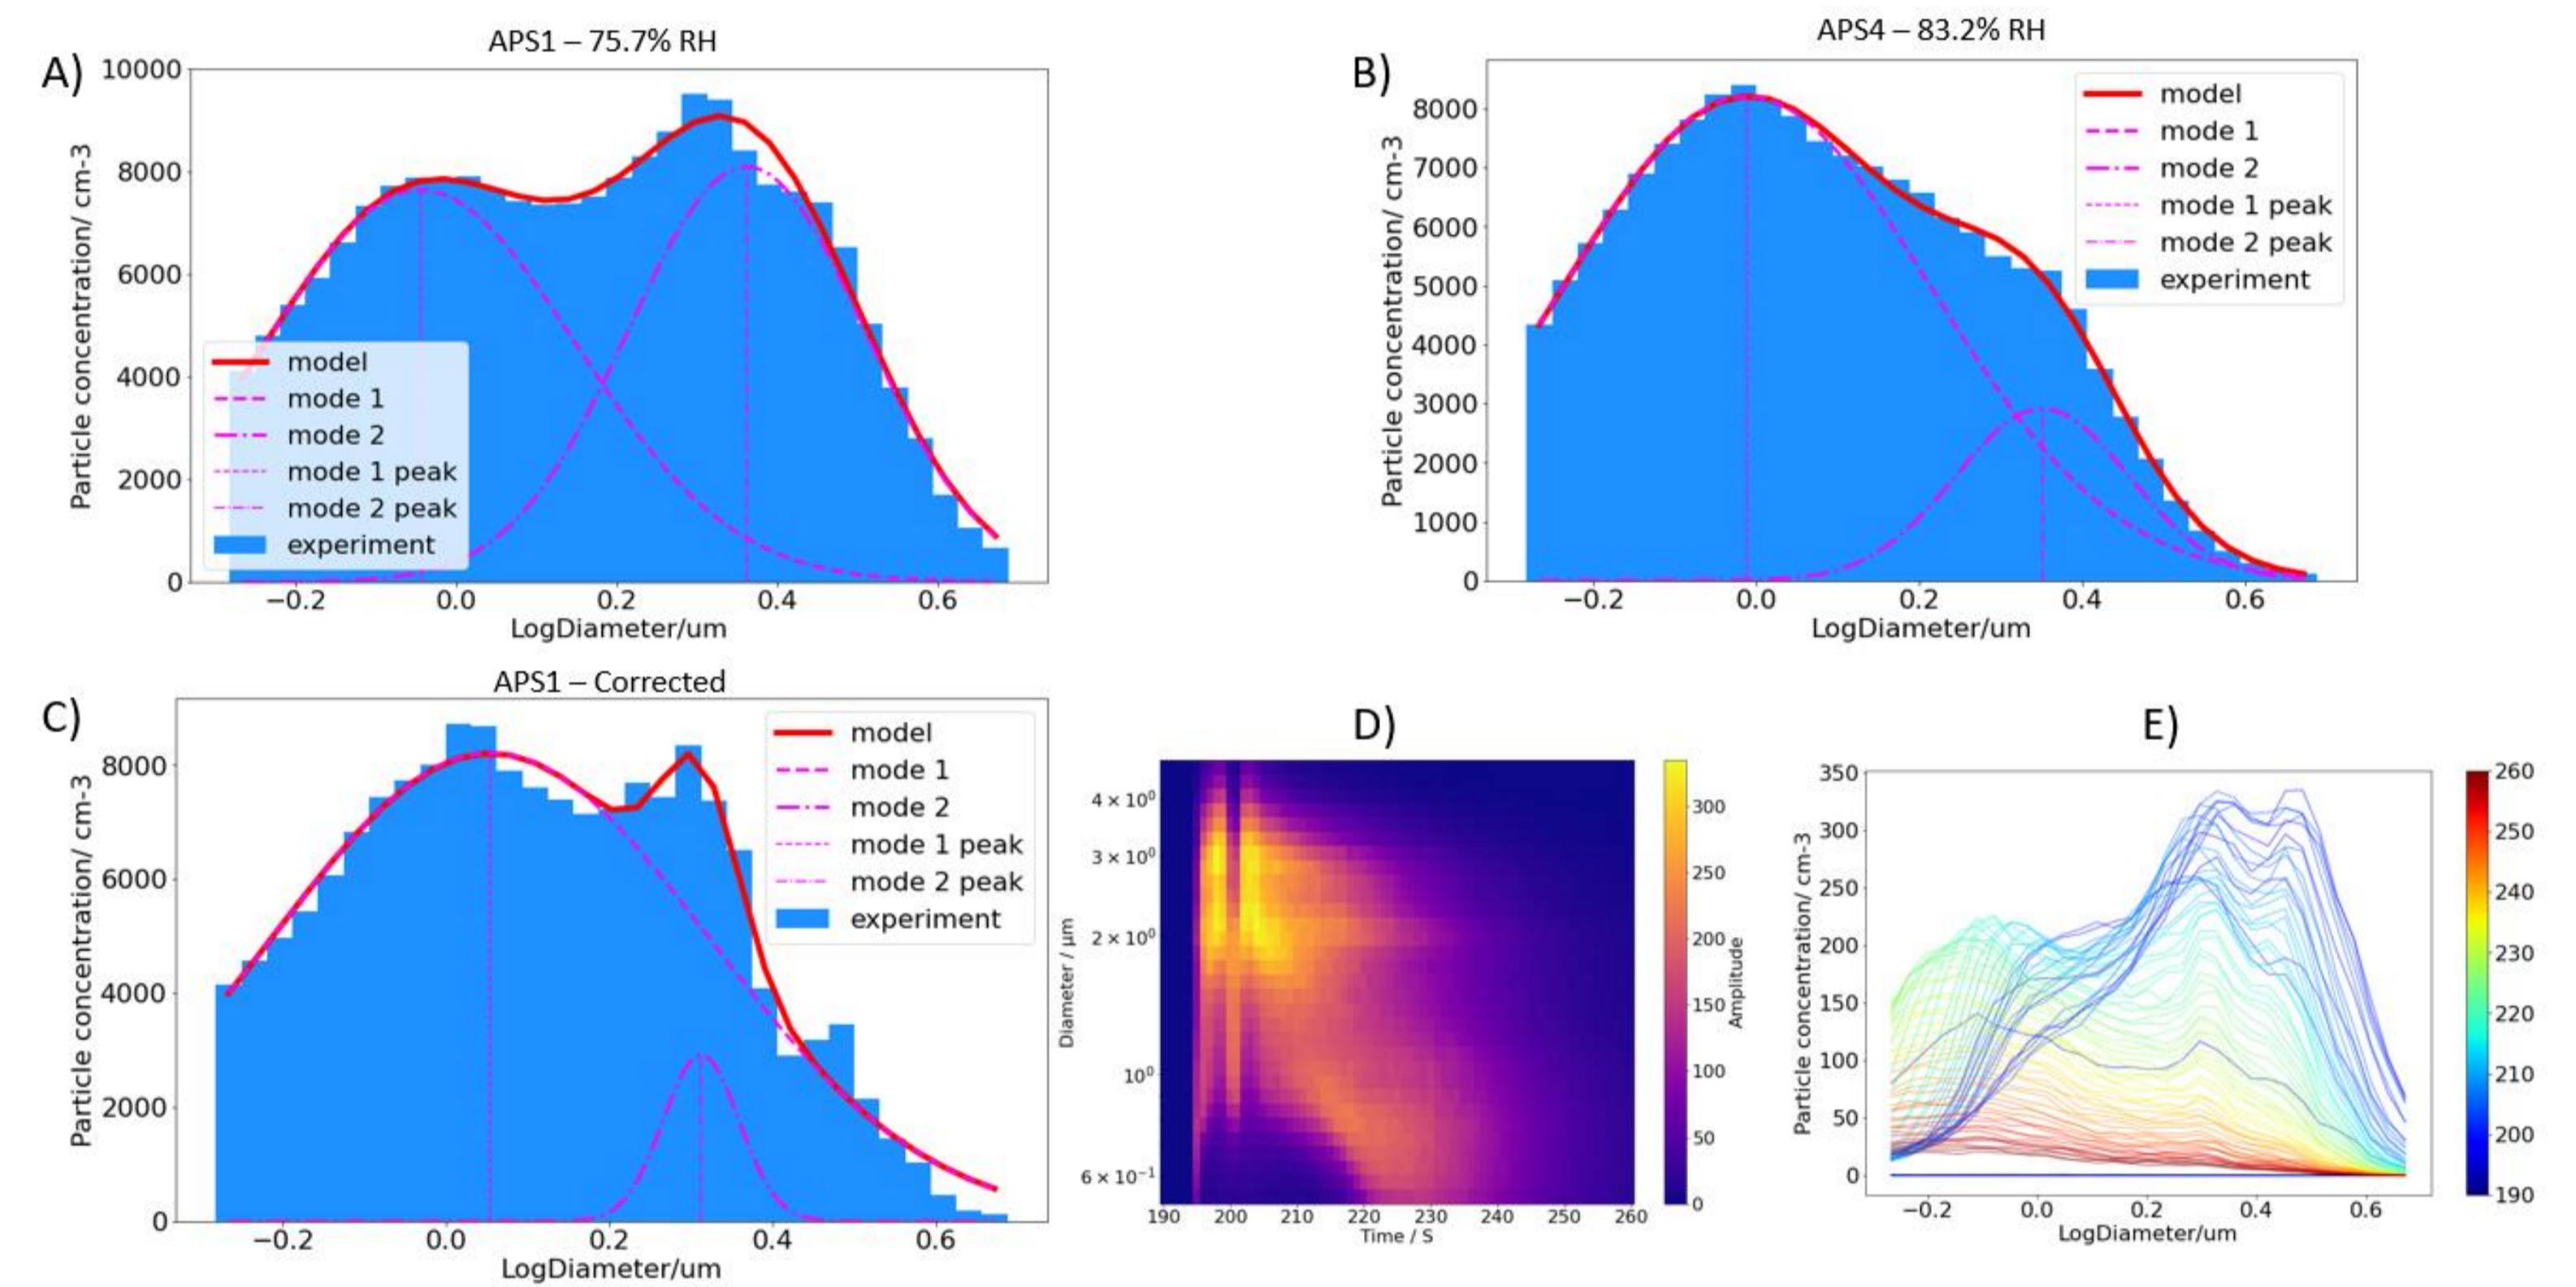 APS1 – 75.7% RH
A)
10000
8000
6000
4000
2000
0
Particle concentration/ cm-3
model
mode 1
mode 2
mode 1 peak
mode 2 peak
experiment
−0.2 0.0 0.2 0.4 0.6
LogDiameter/um
APS4 – 83.2% RH
B)
8000
7000
6000
5000
4000
3000
2000
1000
0
Particle concentration/ cm-3
model
mode 1
mode 2
mode 1 peak
mode 2 peak
experiment
−0.2 0.0 0.2 0.4 0.6
LogDiameter/um
APS1 – Corrected
C)
8000
6000
4000
2000
0
Particle concentration/ cm-3
model
mode 1
mode 2
mode 1 peak
mode 2 peak
experiment
−0.2 0.0 0.2 0.4 0.6
LogDiameter/um
D)
4 × 10⁰
3 × 10⁰
2 × 10⁰
10⁰
6 × 10⁻¹
Diameter / μm
190 200 210 220 230 240 250 260
Time / S
300
250
200
150
100
50
0
Amplitude
E)
350
300
250
200
150
100
50
0
Particle concentration/ cm-3
−0.2 0.0 0.2 0.4 0.6
LogDiameter/um
260
250
240
230
220
210
200
190